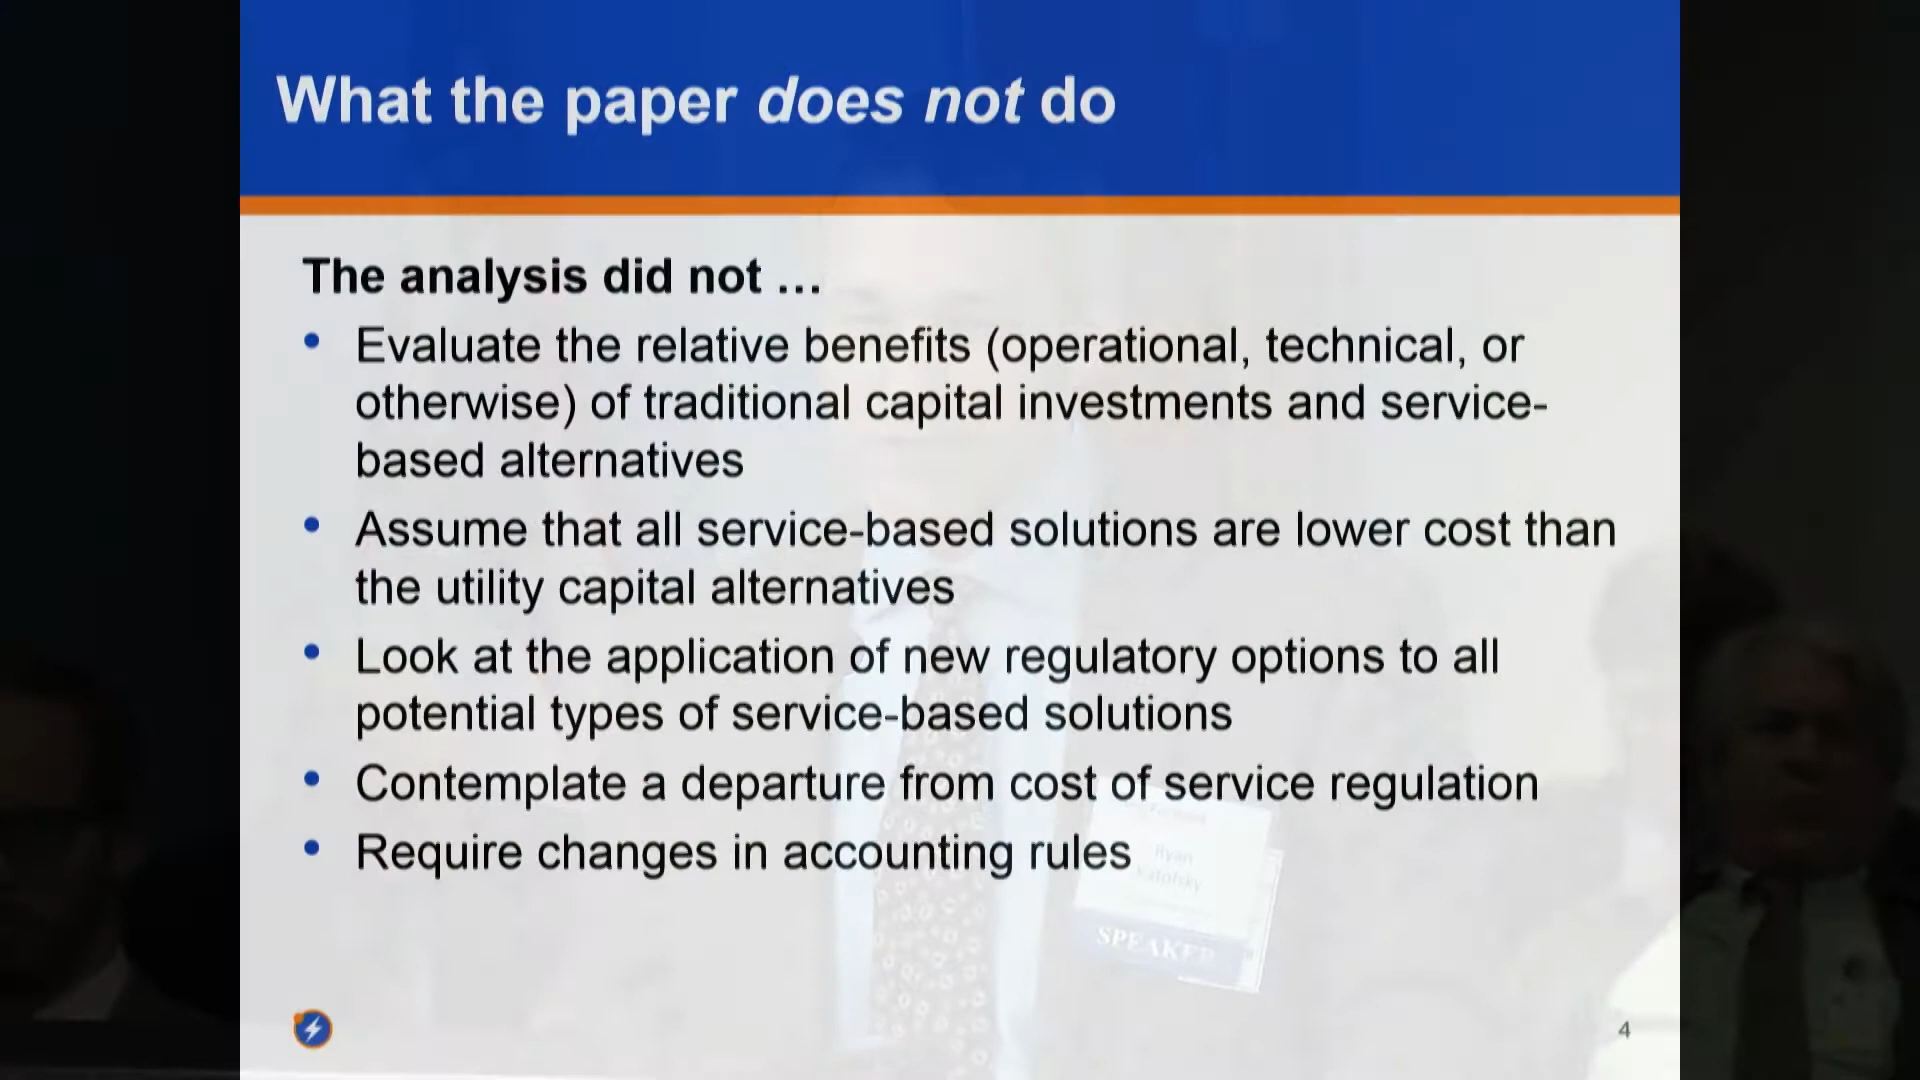 What the paper does not do
The analysis did not …
• Evaluate the relative benefits (operational, technical, or
otherwise) of traditional capital investments and service-
based alternatives
• Assume that all service-based solutions are lower cost than
the utility capital alternatives
• Look at the application of new regulatory options to all
potential types of service-based solutions
• Contemplate a departure from cost of service regulation
• Require changes in accounting rules
Ryan
Katofsky
SPEAKER
4